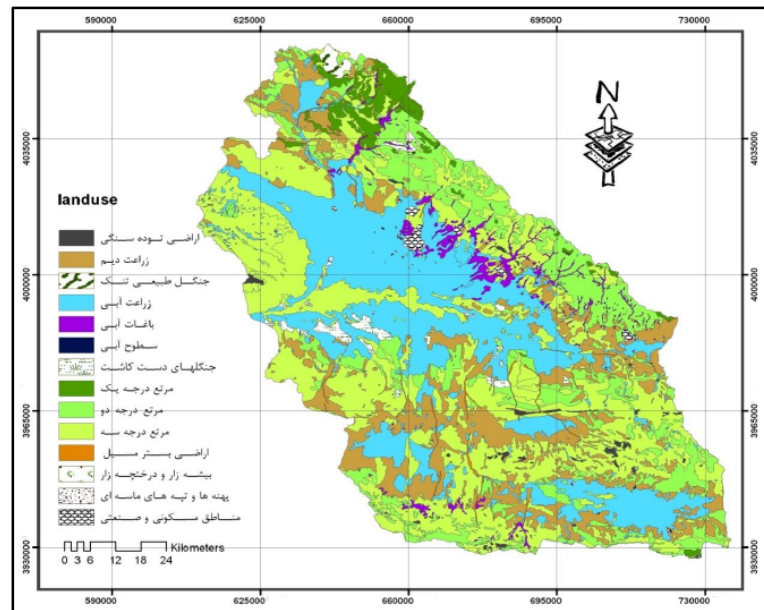 590000 625000 660000 695000 730000
N
4035000 4035000
landuse
اراضی توده سنگی
زراعت دیم
جنگل طبیعی تنک
4000000 4000000
زراعت آبی
باغات آبی
سطوح آبی
جنگلهای دست کاشت
مرتع درجه یک
3965000 3965000
مرتع درجه دو
مرتع درجه سه
اراضی بستر مسیل
بیشه زار و درختچه زار
پهنه ها و تپه های ماسه ای
مناطق مسکونی و صنعتی
Kilometers
0 3 6 12 18 24
3930000 3930000
590000 625000 660000 695000 730000